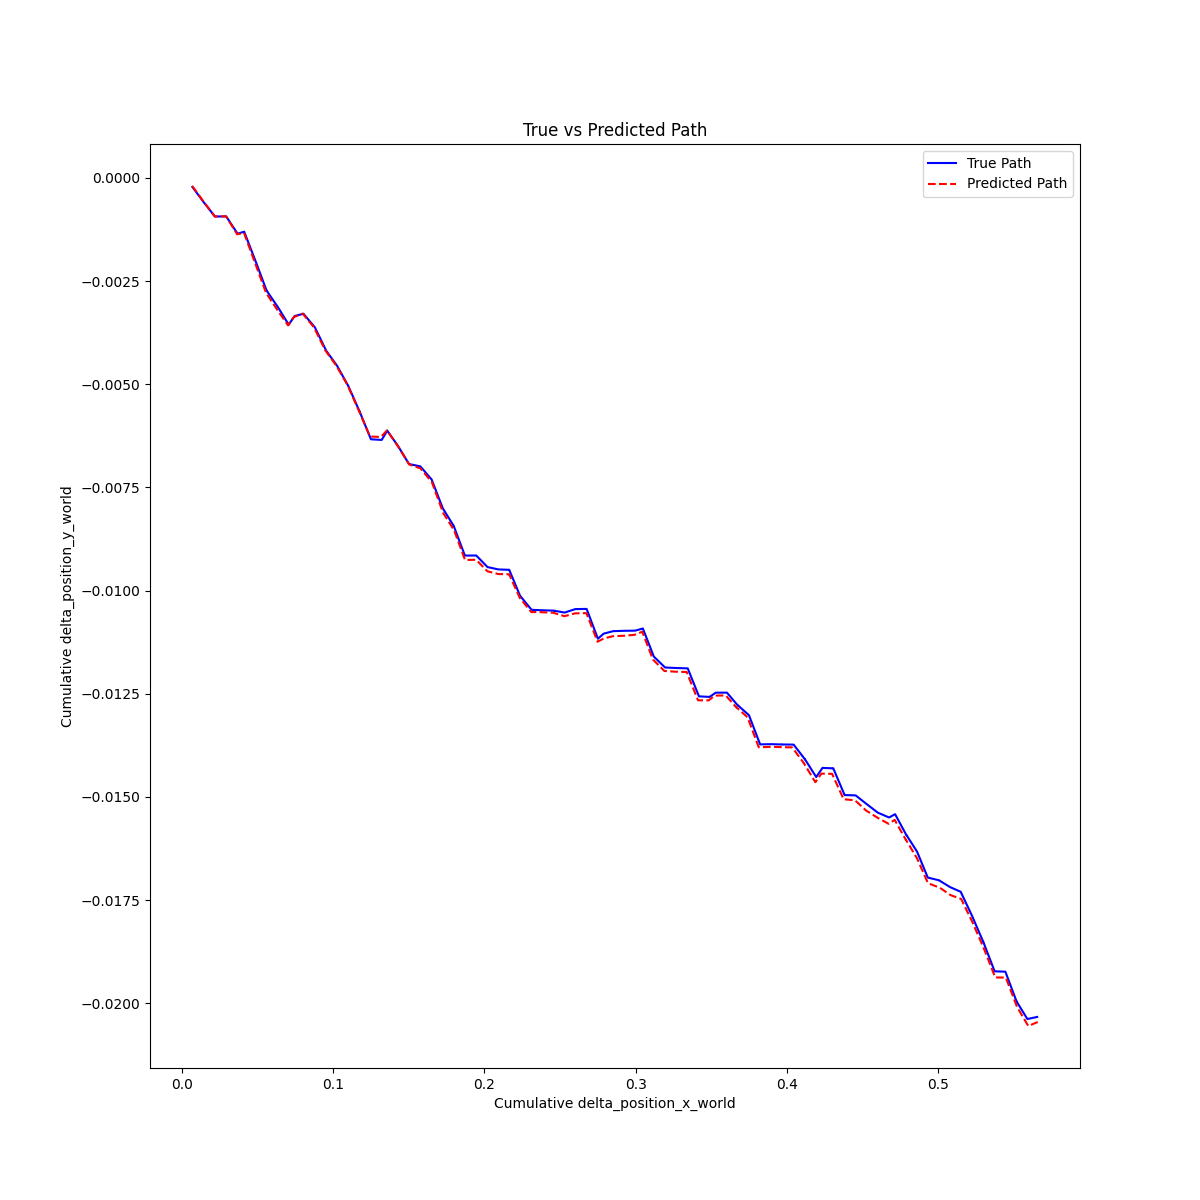 True vs Predicted Path
True Path
Predicted Path
0.0000
−0.0025
−0.0050
−0.0075
−0.0100
−0.0125
−0.0150
−0.0175
−0.0200
Cumulative delta_position_y_world
0.0 0.1 0.2 0.3 0.4 0.5
Cumulative delta_position_x_world